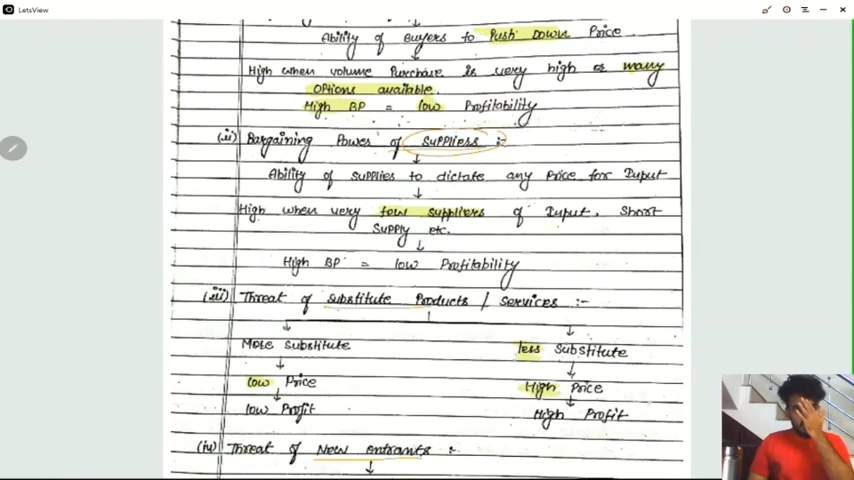 LetsView
Ability of Buyers to Push Down Price.
High when volume Purchase is very high or many
options available.
High BP = low Profitability
(ii) Bargaining Power of Suppliers :-
Ability of supplies to dictate any Price for Input
High when very few suppliers of Input, Short
Supply etc.
High BP = low Profitability
(iii) Threat of Substitute Products / Services :-
More Substitute less Substitute
low Price High Price
low Profit High Profit
(iv) Threat of New entrants :-